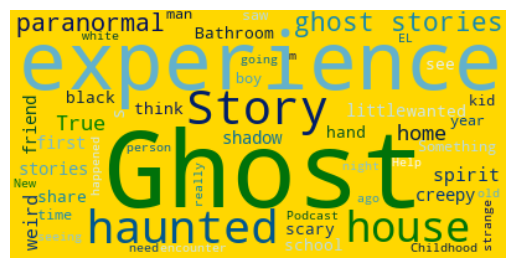 paranormal man saw ghost stories
white Bathroom EL
experience
going m see
boy
black think Story littlewanted kid
True shadow hand home year
friend first Something
happened person Ghost spirit
stories night Help
New really ago creepy old
share
time haunted Podcast house
weird scary strange
seeing school
need encounter Childhood